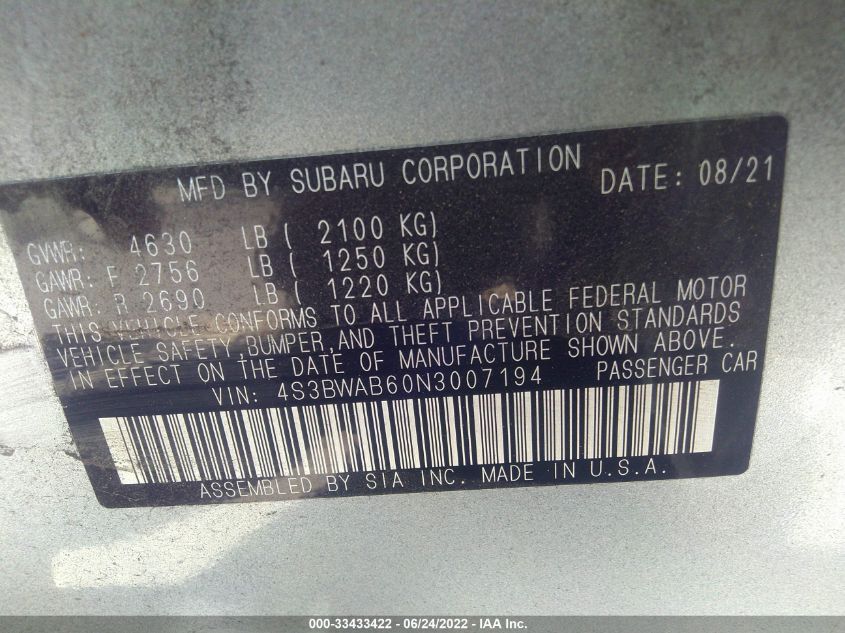 MFD BY SUBARU CORPORATION DATE: 08/21
GVWR: 4630 LB ( 2100 KG)
GAWR: F 2756 LB ( 1250 KG)
GAWR: R 2690 LB ( 1220 KG)
THIS VEHICLE CONFORMS TO ALL APPLICABLE FEDERAL MOTOR
VEHICLE SAFETY,BUMPER,AND THEFT PREVENTION STANDARDS
IN EFFECT ON THE DATE OF MANUFACTURE SHOWN ABOVE.
VIN: 4S3BWAB60N3007194 PASSENGER CAR
ASSEMBLED BY SIA INC. MADE IN U.S.A.
000-33433422 - 06/24/2022 - IAA Inc.